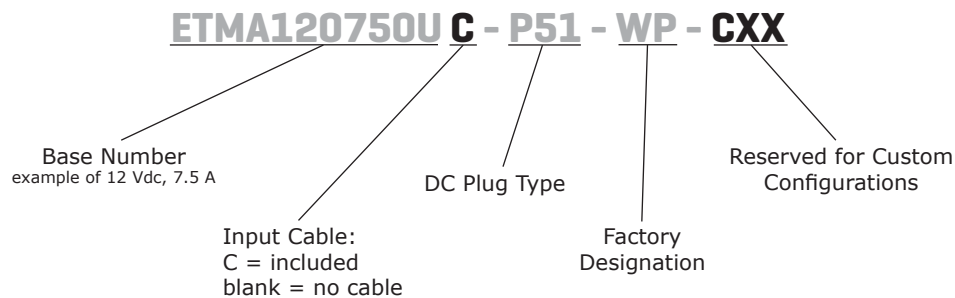 ETMA120750U C - P51 - WP - CXX
Base Number
example of 12 Vdc, 7.5 A
DC Plug Type
Reserved for Custom
Configurations
Input Cable:
C = included
blank = no cable
Factory
Designation